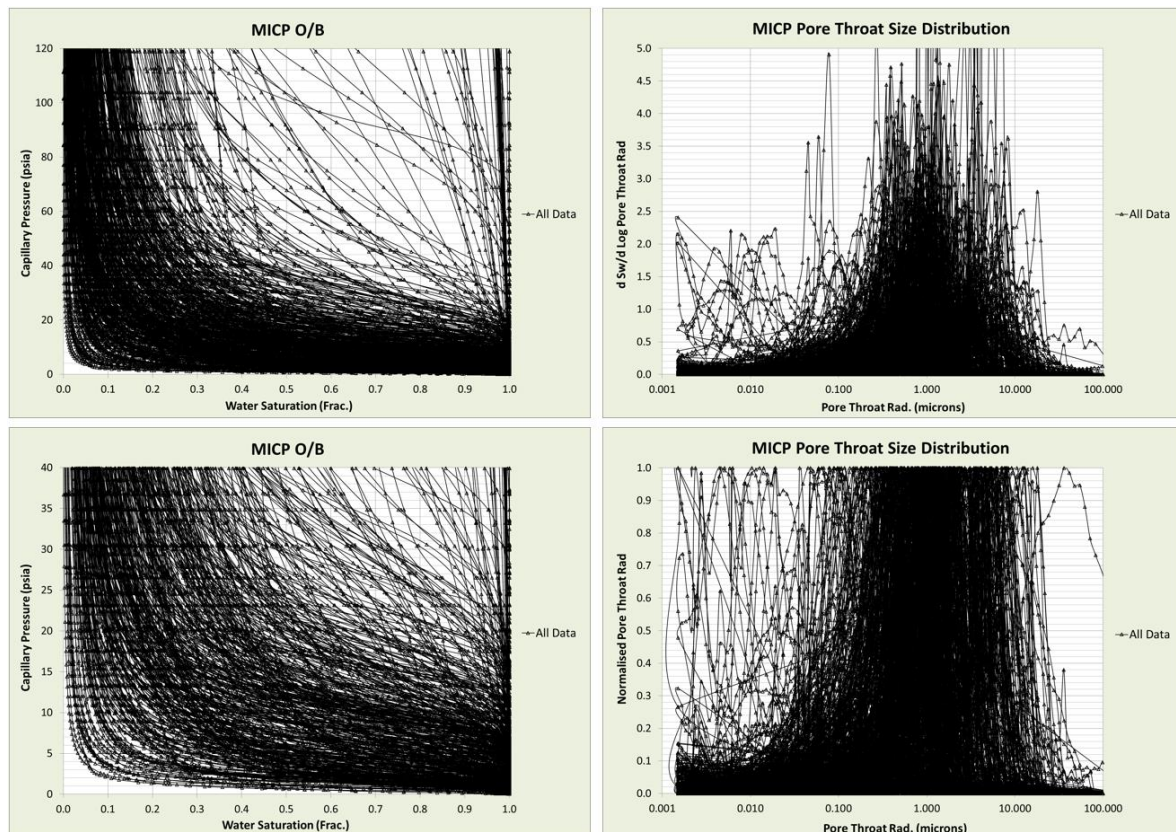 MICP O/B
120
100
80
60
40
20
0
Capillary Pressure (psia)
0.0 0.1 0.2 0.3 0.4 0.5 0.6 0.7 0.8 0.9 1.0
Water Saturation (Frac.)
All Data
MICP Pore Throat Size Distribution
5.0
4.5
4.0
3.5
3.0
2.5
2.0
1.5
1.0
0.5
0.0
d Sw/d Log Pore Throat Rad
0.001 0.010 0.100 1.000 10.000 100.000
Pore Throat Rad. (microns)
All Data
MICP O/B
40
35
30
25
20
15
10
5
0
Capillary Pressure (psia)
0.0 0.1 0.2 0.3 0.4 0.5 0.6 0.7 0.8 0.9 1.0
Water Saturation (Frac.)
All Data
MICP Pore Throat Size Distribution
1.0
0.9
0.8
0.7
0.6
0.5
0.4
0.3
0.2
0.1
0.0
Normalised Pore Throat Rad
0.001 0.010 0.100 1.000 10.000 100.000
Pore Throat Rad. (microns)
All Data